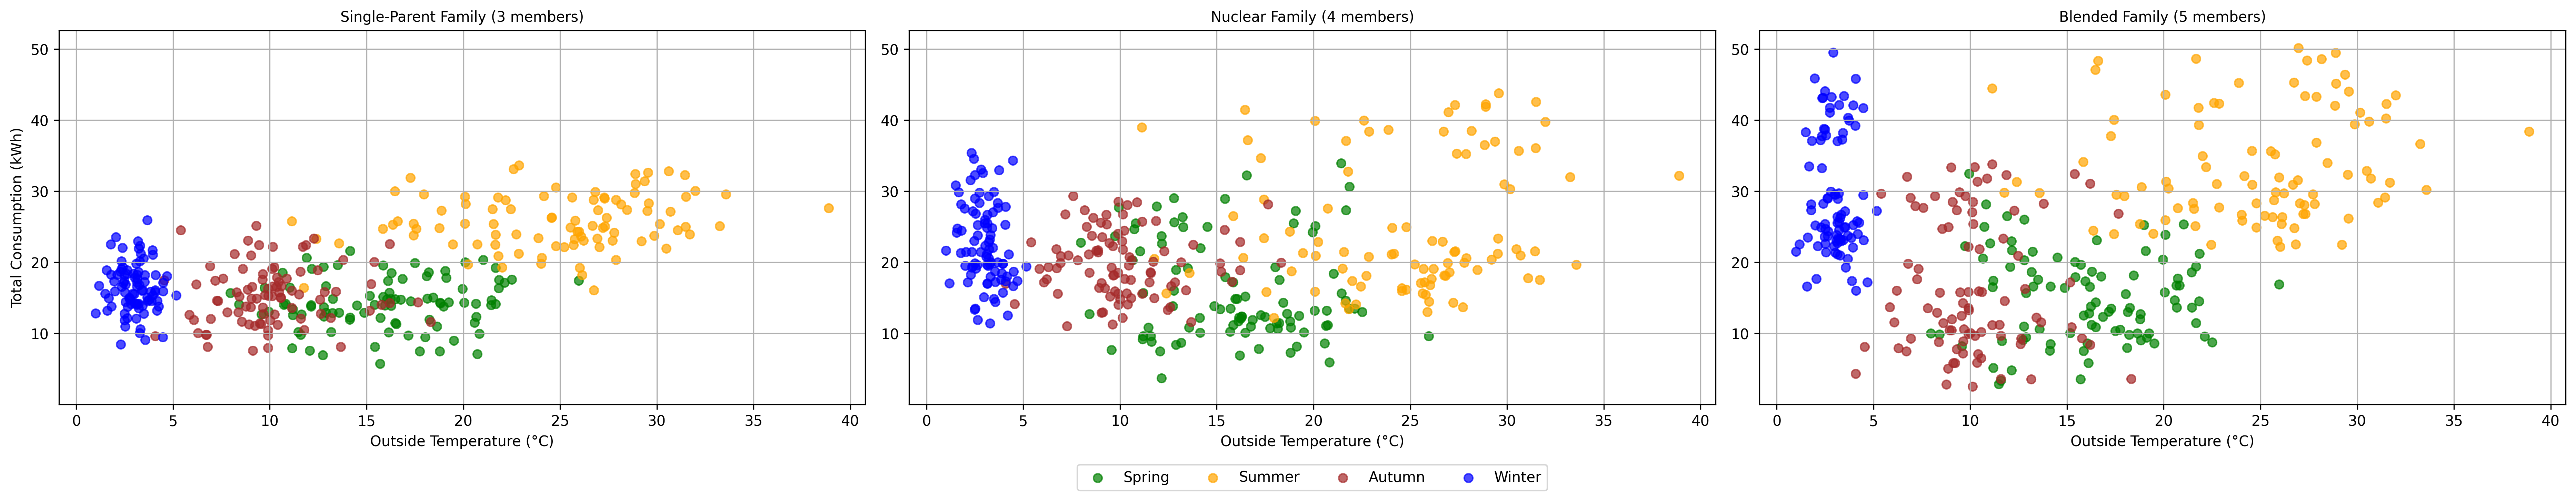 Single-Parent Family (3 members)
Nuclear Family (4 members)
Blended Family (5 members)
Total Consumption (kWh)
50
40
30
20
10
0 5 10 15 20 25 30 35 40
Outside Temperature (°C)
50
40
30
20
10
0 5 10 15 20 25 30 35 40
Outside Temperature (°C)
50
40
30
20
10
0 5 10 15 20 25 30 35 40
Outside Temperature (°C)
Spring Summer Autumn Winter